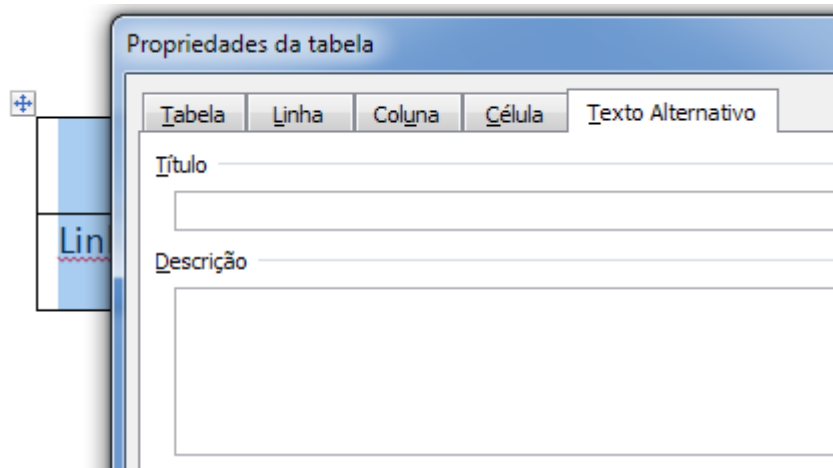 Propriedades da tabela
Tabela Linha Coluna Célula Texto Alternativo
Título
Lin
Descrição